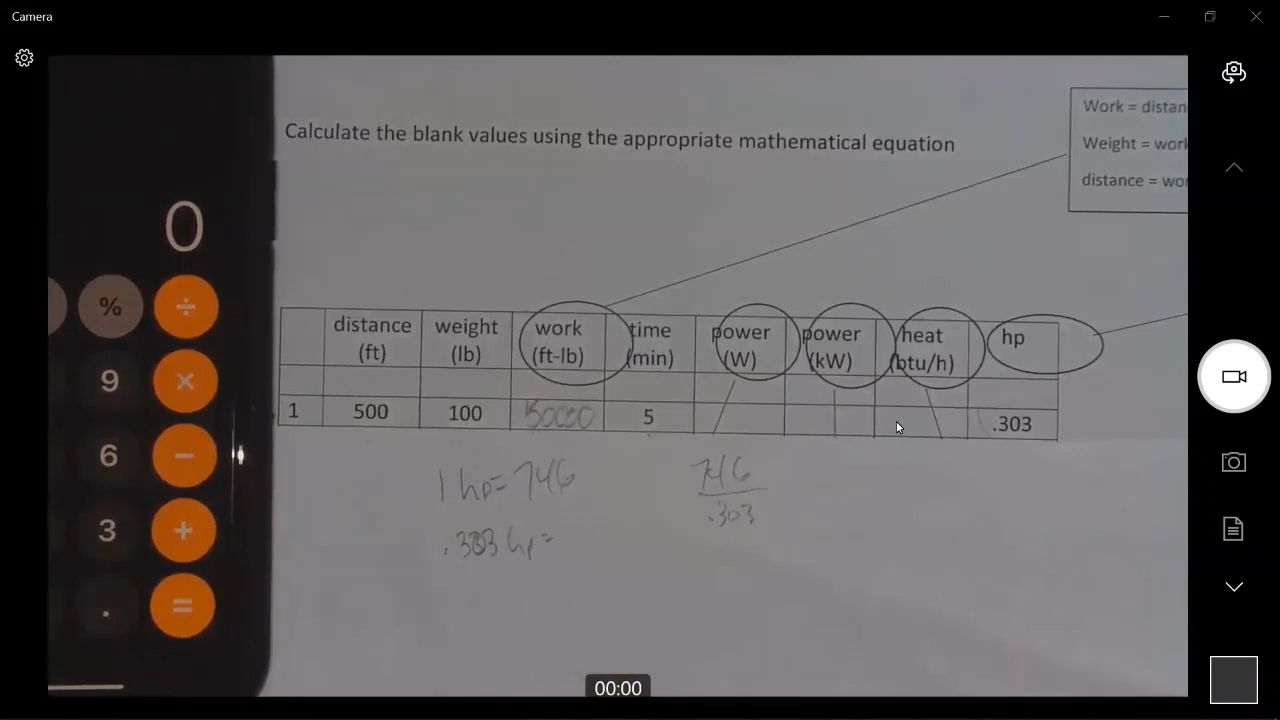 Camera
Work = distan
Calculate the blank values using the appropriate mathematical equation
Weight = work
distance = wor
0
%
÷
9
×
6
−
3
+
.
=
distance (ft) weight (lb) work (ft-lb) time (min) power (W) power (kW) heat (btu/h) hp
1 500 100 50000 5 .303
1 hp = 746
746
.303
.303 hp =
00:00